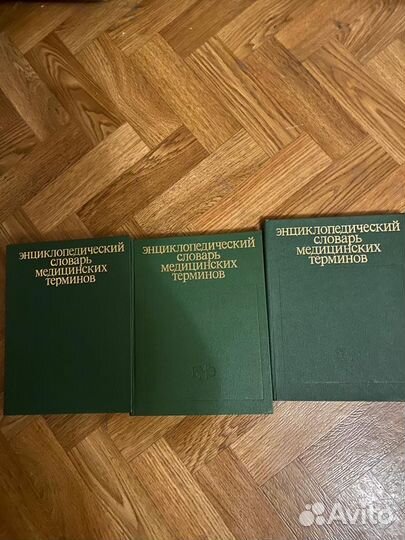 энциклопедический
словарь
медицинских
терминов
энциклопедический
словарь
медицинских
терминов
энциклопедический
словарь
медицинских
терминов
Avito